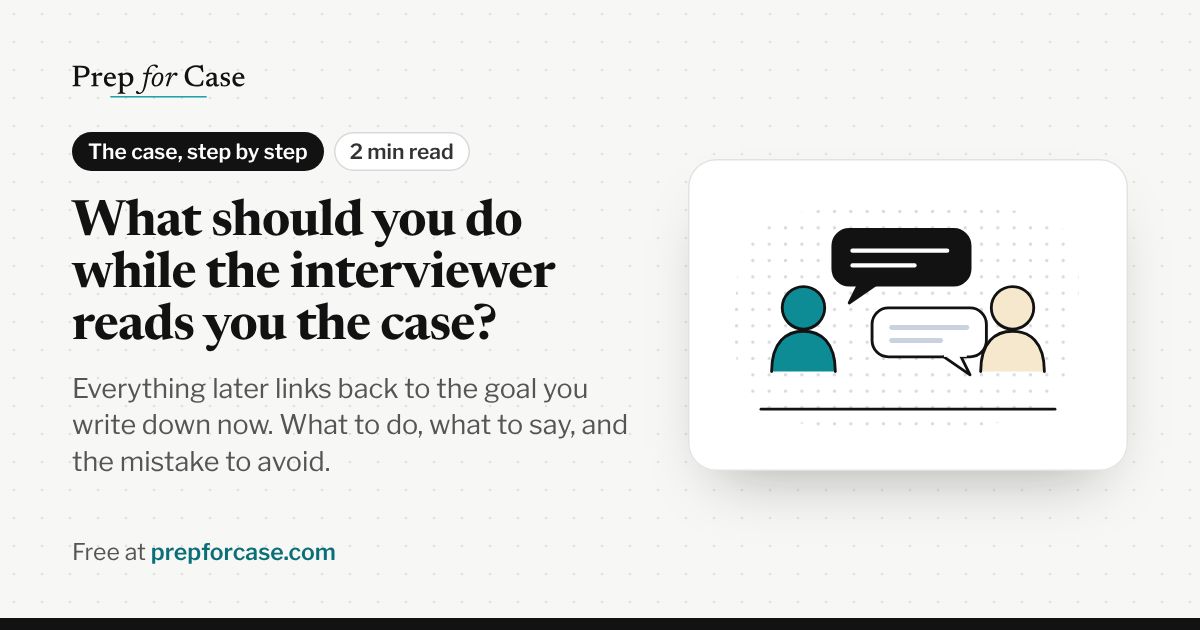 Prep for Case
The case, step by step
2 min read
What should you do
while the interviewer
reads you the case?
Everything later links back to the goal you
write down now. What to do, what to say, and
the mistake to avoid.
Free at prepforcase.com